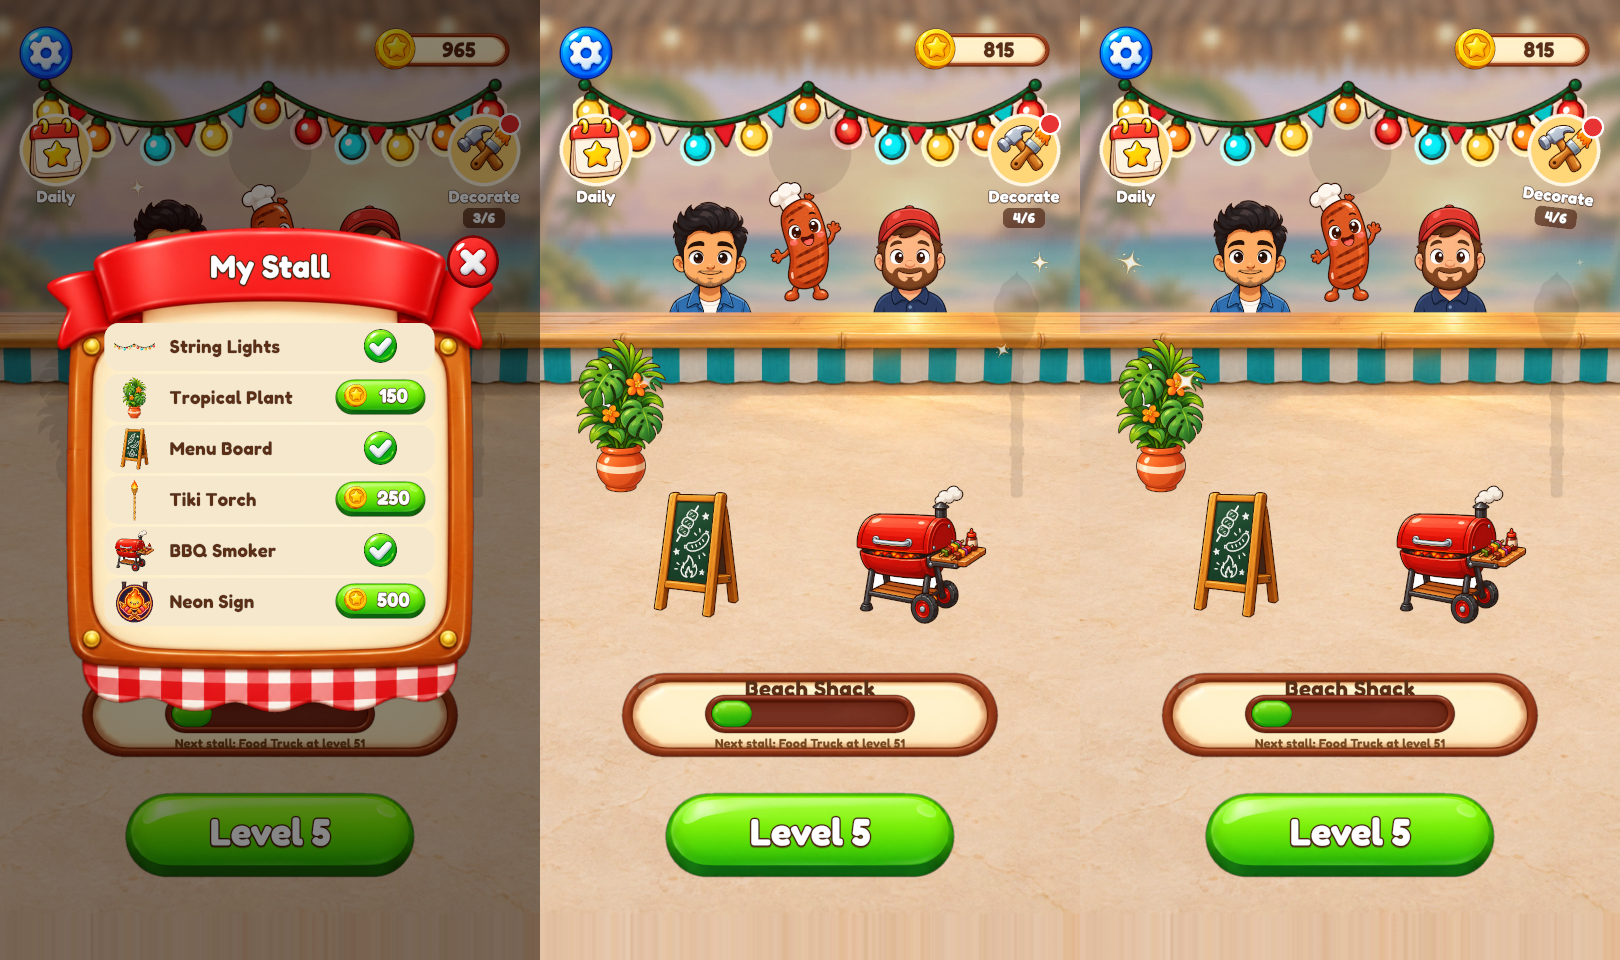 965
Daily
Decorate
3/6
My Stall
String Lights
Tropical Plant
150
Menu Board
Tiki Torch
250
BBQ Smoker
Neon Sign
500
Next stall: Food Truck at level 51
Level 5
815
Daily
Decorate
4/6
Beach Shack
Next stall: Food Truck at level 51
Level 5
815
Daily
Decorate
4/6
Beach Shack
Next stall: Food Truck at level 51
Level 5